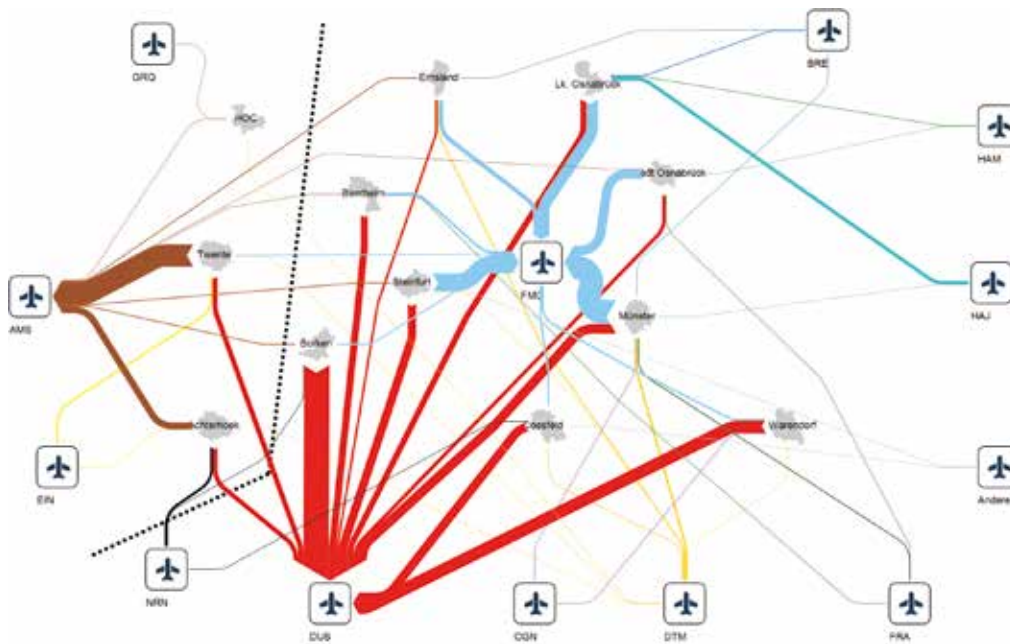 GRQ
BRE
Emsland
Lk. Osnabrück
HAM
Bentheim
Twente
Steinfurt
AMS
Münster
HAJ
Borken
Coesfeld
Warendorf
EIN
Andere
NRN
DUS
CGN
DTM
FRA